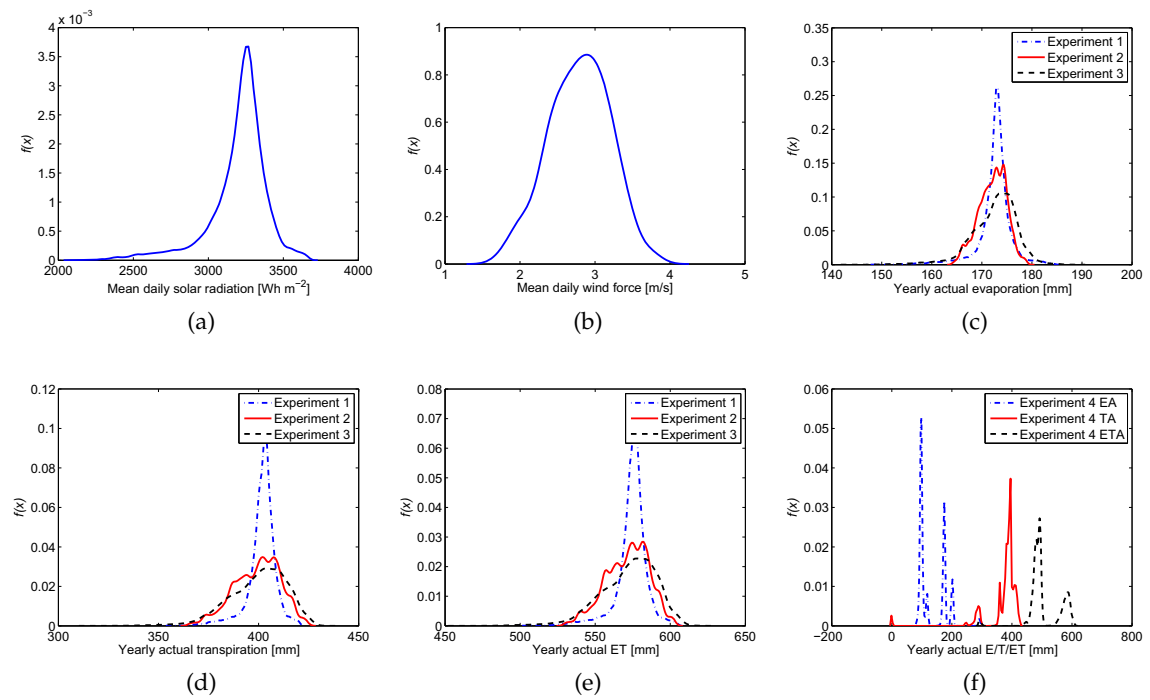 4 x 10⁻³
3.5
3
2.5
2
1.5
1
0.5
0
f(x)
2000 2500 3000 3500 4000
Mean daily solar radiation [Wh m⁻²]
(a)
1
0.8
0.6
0.4
0.2
0
f(x)
1 2 3 4 5
Mean daily wind force [m/s]
(b)
0.35
0.30
0.25
0.20
0.15
0.10
0.05
0
f(x)
Experiment 1
Experiment 2
Experiment 3
140 150 160 170 180 190 200
Yearly actual evaporation [mm]
(c)
0.12
0.10
0.08
0.06
0.04
0.02
0
f(x)
Experiment 1
Experiment 2
Experiment 3
300 350 400 450
Yearly actual transpiration [mm]
(d)
0.08
0.07
0.06
0.05
0.04
0.03
0.02
0.01
0
f(x)
Experiment 1
Experiment 2
Experiment 3
450 500 550 600 650
Yearly actual ET [mm]
(e)
0.06
0.05
0.04
0.03
0.02
0.01
0
f(x)
Experiment 4 EA
Experiment 4 TA
Experiment 4 ETA
−200 0 200 400 600 800
Yearly actual E/T/ET [mm]
(f)